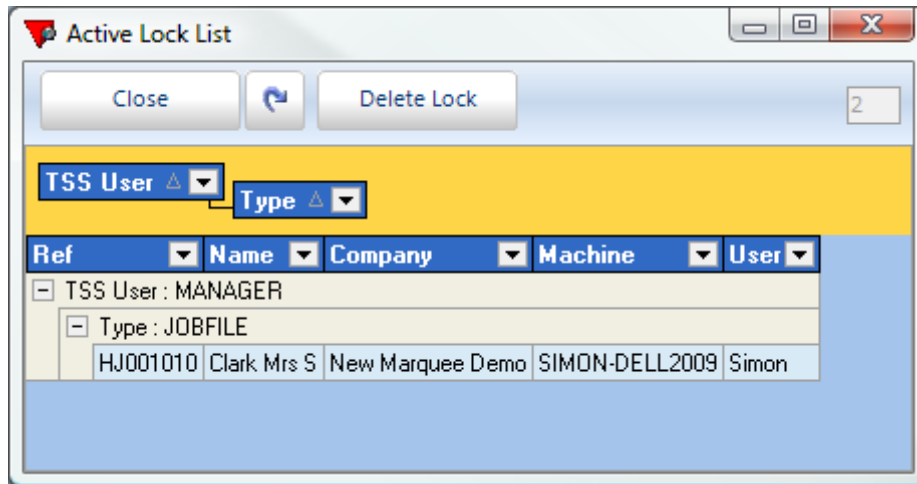 Active Lock List
Close Delete Lock 2
TSS User
Type
Ref Name Company Machine User
TSS User : MANAGER
Type : JOBFILE
HJ001010 Clark Mrs S New Marquee Demo SIMON-DELL2009 Simon